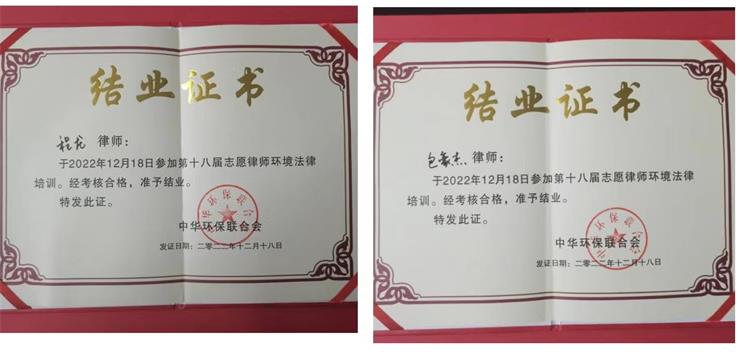 结业证书
程龙 律师：
于2022年12月18日参加第十八届志愿律师环境法律
培训。经考核合格，准予结业。
特发此证。
中华环保联合会
发证日期：二零二二年十二月十八日
结业证书
包豪杰 律师：
于2022年12月18日参加第十八届志愿律师环境法律
培训。经考核合格，准予结业。
特发此证。
中华环保联合会
发证日期：二零二二年十二月十八日